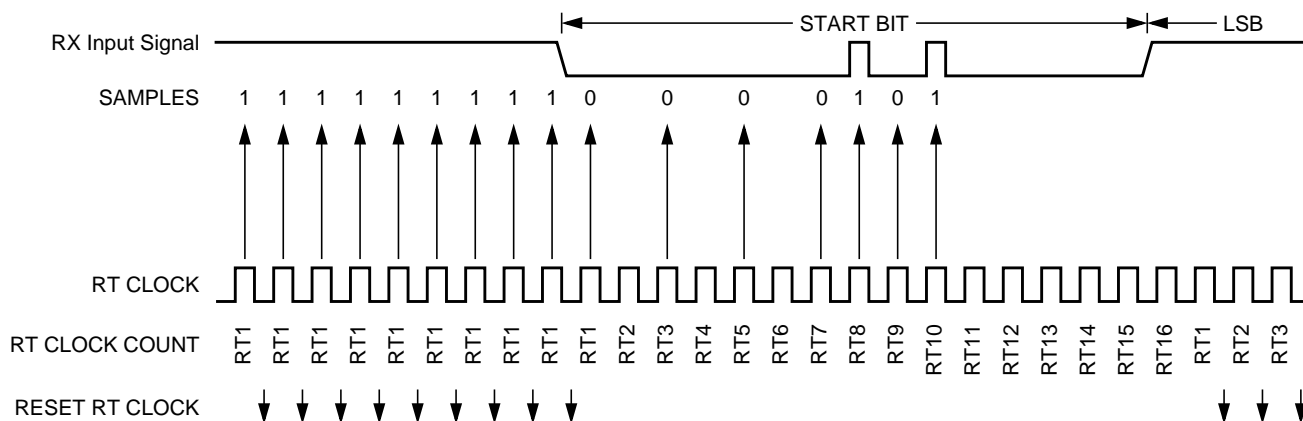 START BIT LSB
RX Input Signal
SAMPLES 1 1 1 1 1 1 1 1 1 0 0 0 0 1 0 1
RT CLOCK
RT CLOCK COUNT RT1 RT1 RT1 RT1 RT1 RT1 RT1 RT1 RT1 RT1 RT2 RT3 RT4 RT5 RT6 RT7 RT8 RT9 RT10 RT11 RT12 RT13 RT14 RT15 RT16 RT1 RT2 RT3
RESET RT CLOCK